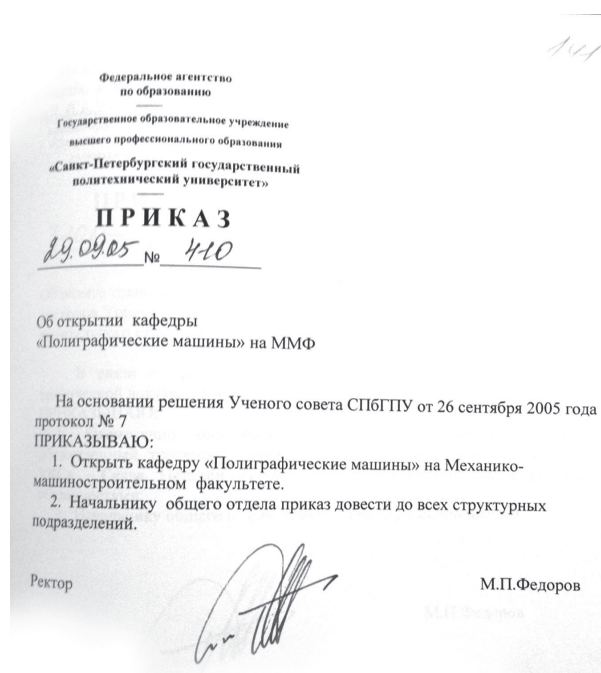 141
Федеральное агентство
по образованию
Государственное образовательное учреждение
высшего профессионального образования
«Санкт-Петербургский государственный
политехнический университет»
ПРИКАЗ
29.09.05 № 410
Об открытии кафедры
«Полиграфические машины» на ММФ
На основании решения Ученого совета СПбГПУ от 26 сентября 2005 года
протокол № 7
ПРИКАЗЫВАЮ:
1. Открыть кафедру «Полиграфические машины» на Механико-
машиностроительном факультете.
2. Начальнику общего отдела приказ довести до всех структурных
подразделений.
Ректор М.П.Федоров